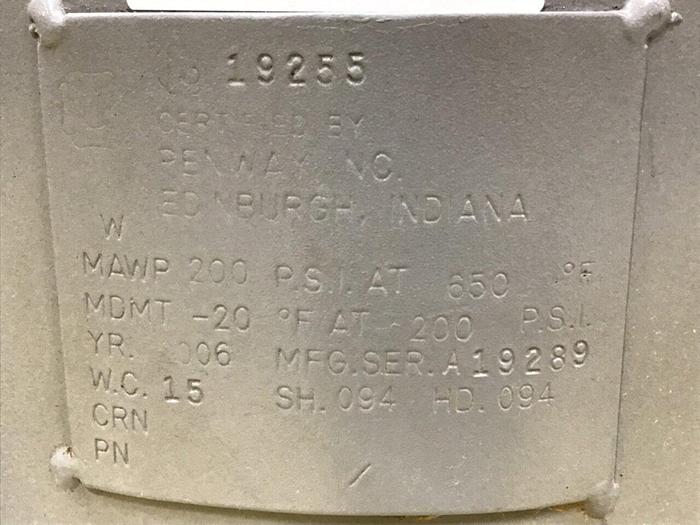 19255
CERTIFIED BY
PENWAY, INC.
EDINBURGH, INDIANA
W
MAWP 200 P.S.I. AT 650 °F
MDMT -20 °F AT 200 P.S.I.
YR. 006 MFG.SER. A19289
W.C. 15 SH. 094 HD. 094
CRN
PN
/